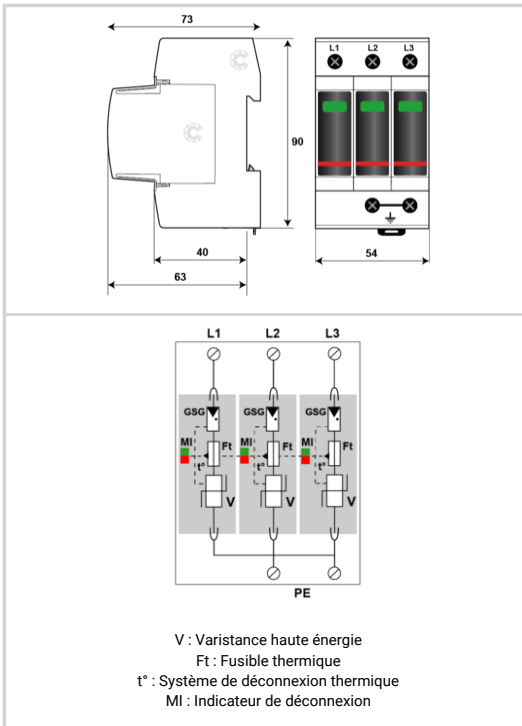 73
L1 L2 L3
90
40
63
54
L1 L2 L3
GSG GSG GSG
MI Ft MI Ft MI Ft
t° t° t°
V V V
PE
V : Varistance haute énergie
Ft : Fusible thermique
t° : Système de déconnexion thermique
MI : Indicateur de déconnexion